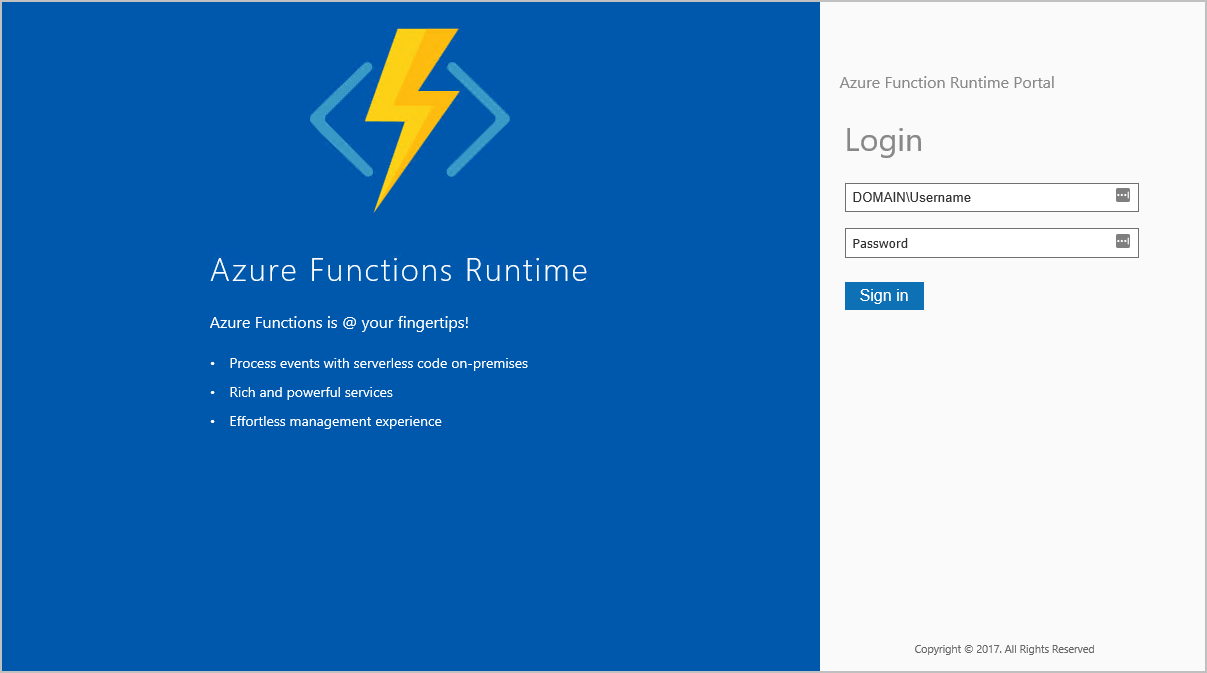 Azure Functions Runtime
Azure Functions is @ your fingertips!
• Process events with serverless code on-premises
• Rich and powerful services
• Effortless management experience
Azure Function Runtime Portal
Login
DOMAIN\Username
Password
Sign in
Copyright © 2017. All Rights Reserved